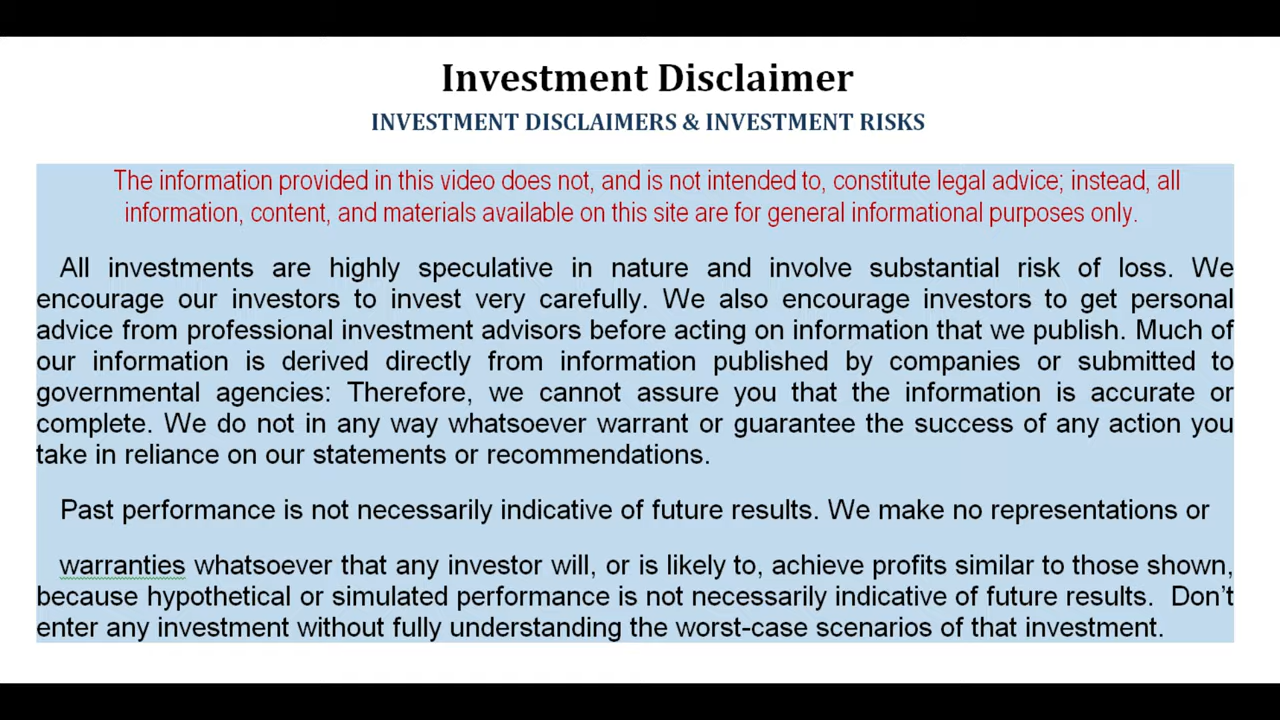 Investment Disclaimer
INVESTMENT DISCLAIMERS & INVESTMENT RISKS
The information provided in this video does not, and is not intended to, constitute legal advice; instead, all
information, content, and materials available on this site are for general informational purposes only.
All investments are highly speculative in nature and involve substantial risk of loss. We
encourage our investors to invest very carefully. We also encourage investors to get personal
advice from professional investment advisors before acting on information that we publish. Much of
our information is derived directly from information published by companies or submitted to
governmental agencies: Therefore, we cannot assure you that the information is accurate or
complete. We do not in any way whatsoever warrant or guarantee the success of any action you
take in reliance on our statements or recommendations.
Past performance is not necessarily indicative of future results. We make no representations or
warranties whatsoever that any investor will, or is likely to, achieve profits similar to those shown,
because hypothetical or simulated performance is not necessarily indicative of future results. Don’t
enter any investment without fully understanding the worst-case scenarios of that investment.